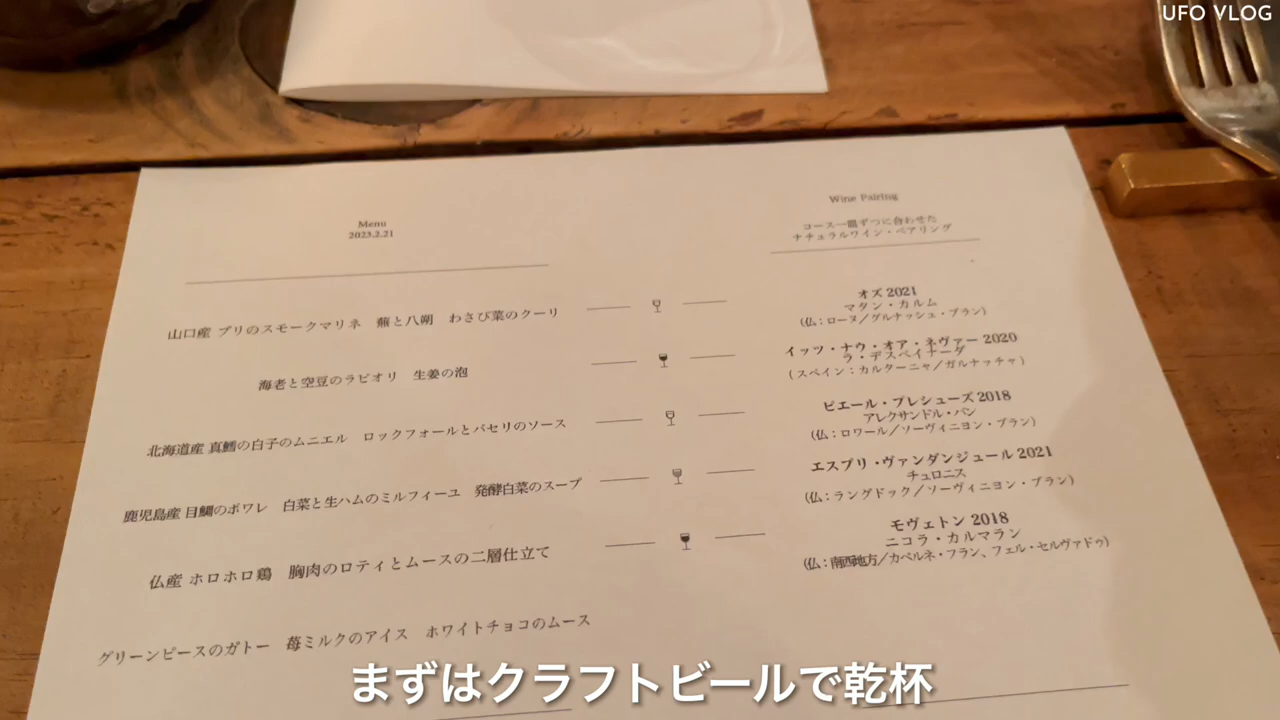 UFO VLOG
Menu
2023.2.21
山口産 ブリのスモークマリネ 蕪と八朔 わさび菜のクーリ
海老と空豆のラビオリ 生姜の泡
北海道産 真鱈の白子のムニエル ロックフォールとパセリのソース
鹿児島産 目鯛のポワレ 白菜と生ハムのミルフィーユ 発酵白菜のスープ
仏産 ホロホロ鶏 胸肉のロティとムースの二層仕立て
グリーンピースのガトー 苺ミルクのアイス ホワイトチョコのムース
Wine Pairing
コース一皿ずつに合わせた
ナチュラルワイン・ペアリング
オズ 2021
マタン・カルム
(仏:ローヌ/グルナッシュ・ブラン)
イッツ・ナウ・オア・ネヴァー 2020
ラ・デスペイナーダ
(スペイン:カルターニャ/ガルナッチャ)
ピエール・プレシューズ 2018
アレクサンドル・バン
(仏:ロワール/ソーヴィニヨン・ブラン)
エスプリ・ヴァンダンジュール 2021
チュロニス
(仏:ラングドック/ソーヴィニヨン・ブラン)
モヴェトン 2018
ニコラ・カルマラン
(仏:南西地方/カベルネ・フラン、フェル・セルヴァドゥ)
まずはクラフトビールで乾杯